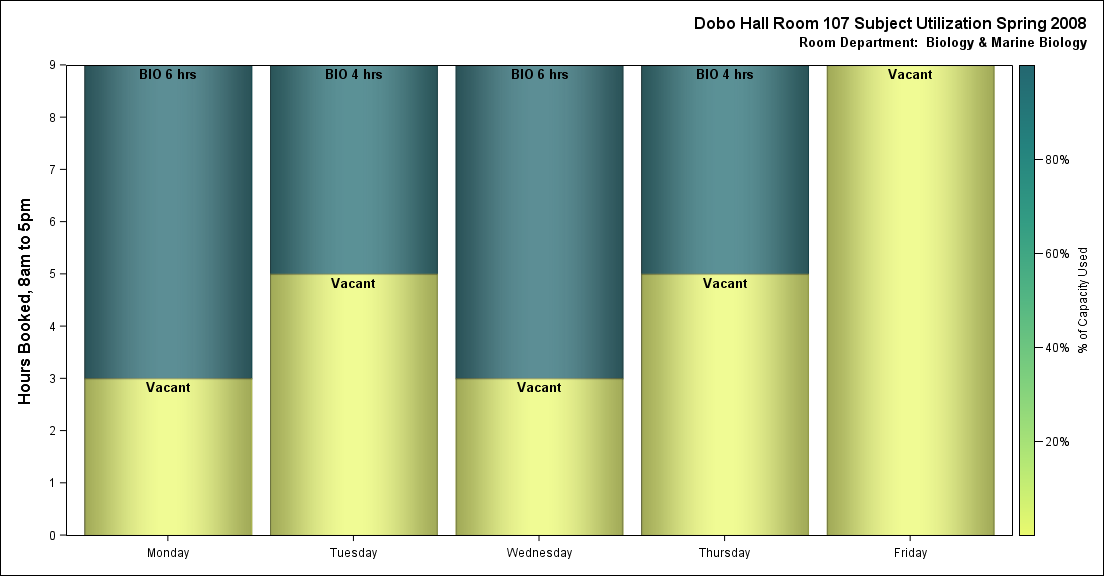 Dobo Hall Room 107 Subject Utilization Spring 2008
Room Department:  Biology & Marine Biology
Hours Booked, 8am to 5pm
9
8
7
6
5
4
3
2
1
0
BIO 6 hrs
Vacant
BIO 4 hrs
Vacant
BIO 6 hrs
Vacant
BIO 4 hrs
Vacant
Vacant
Monday
Tuesday
Wednesday
Thursday
Friday
80%
60%
40%
20%
% of Capacity Used